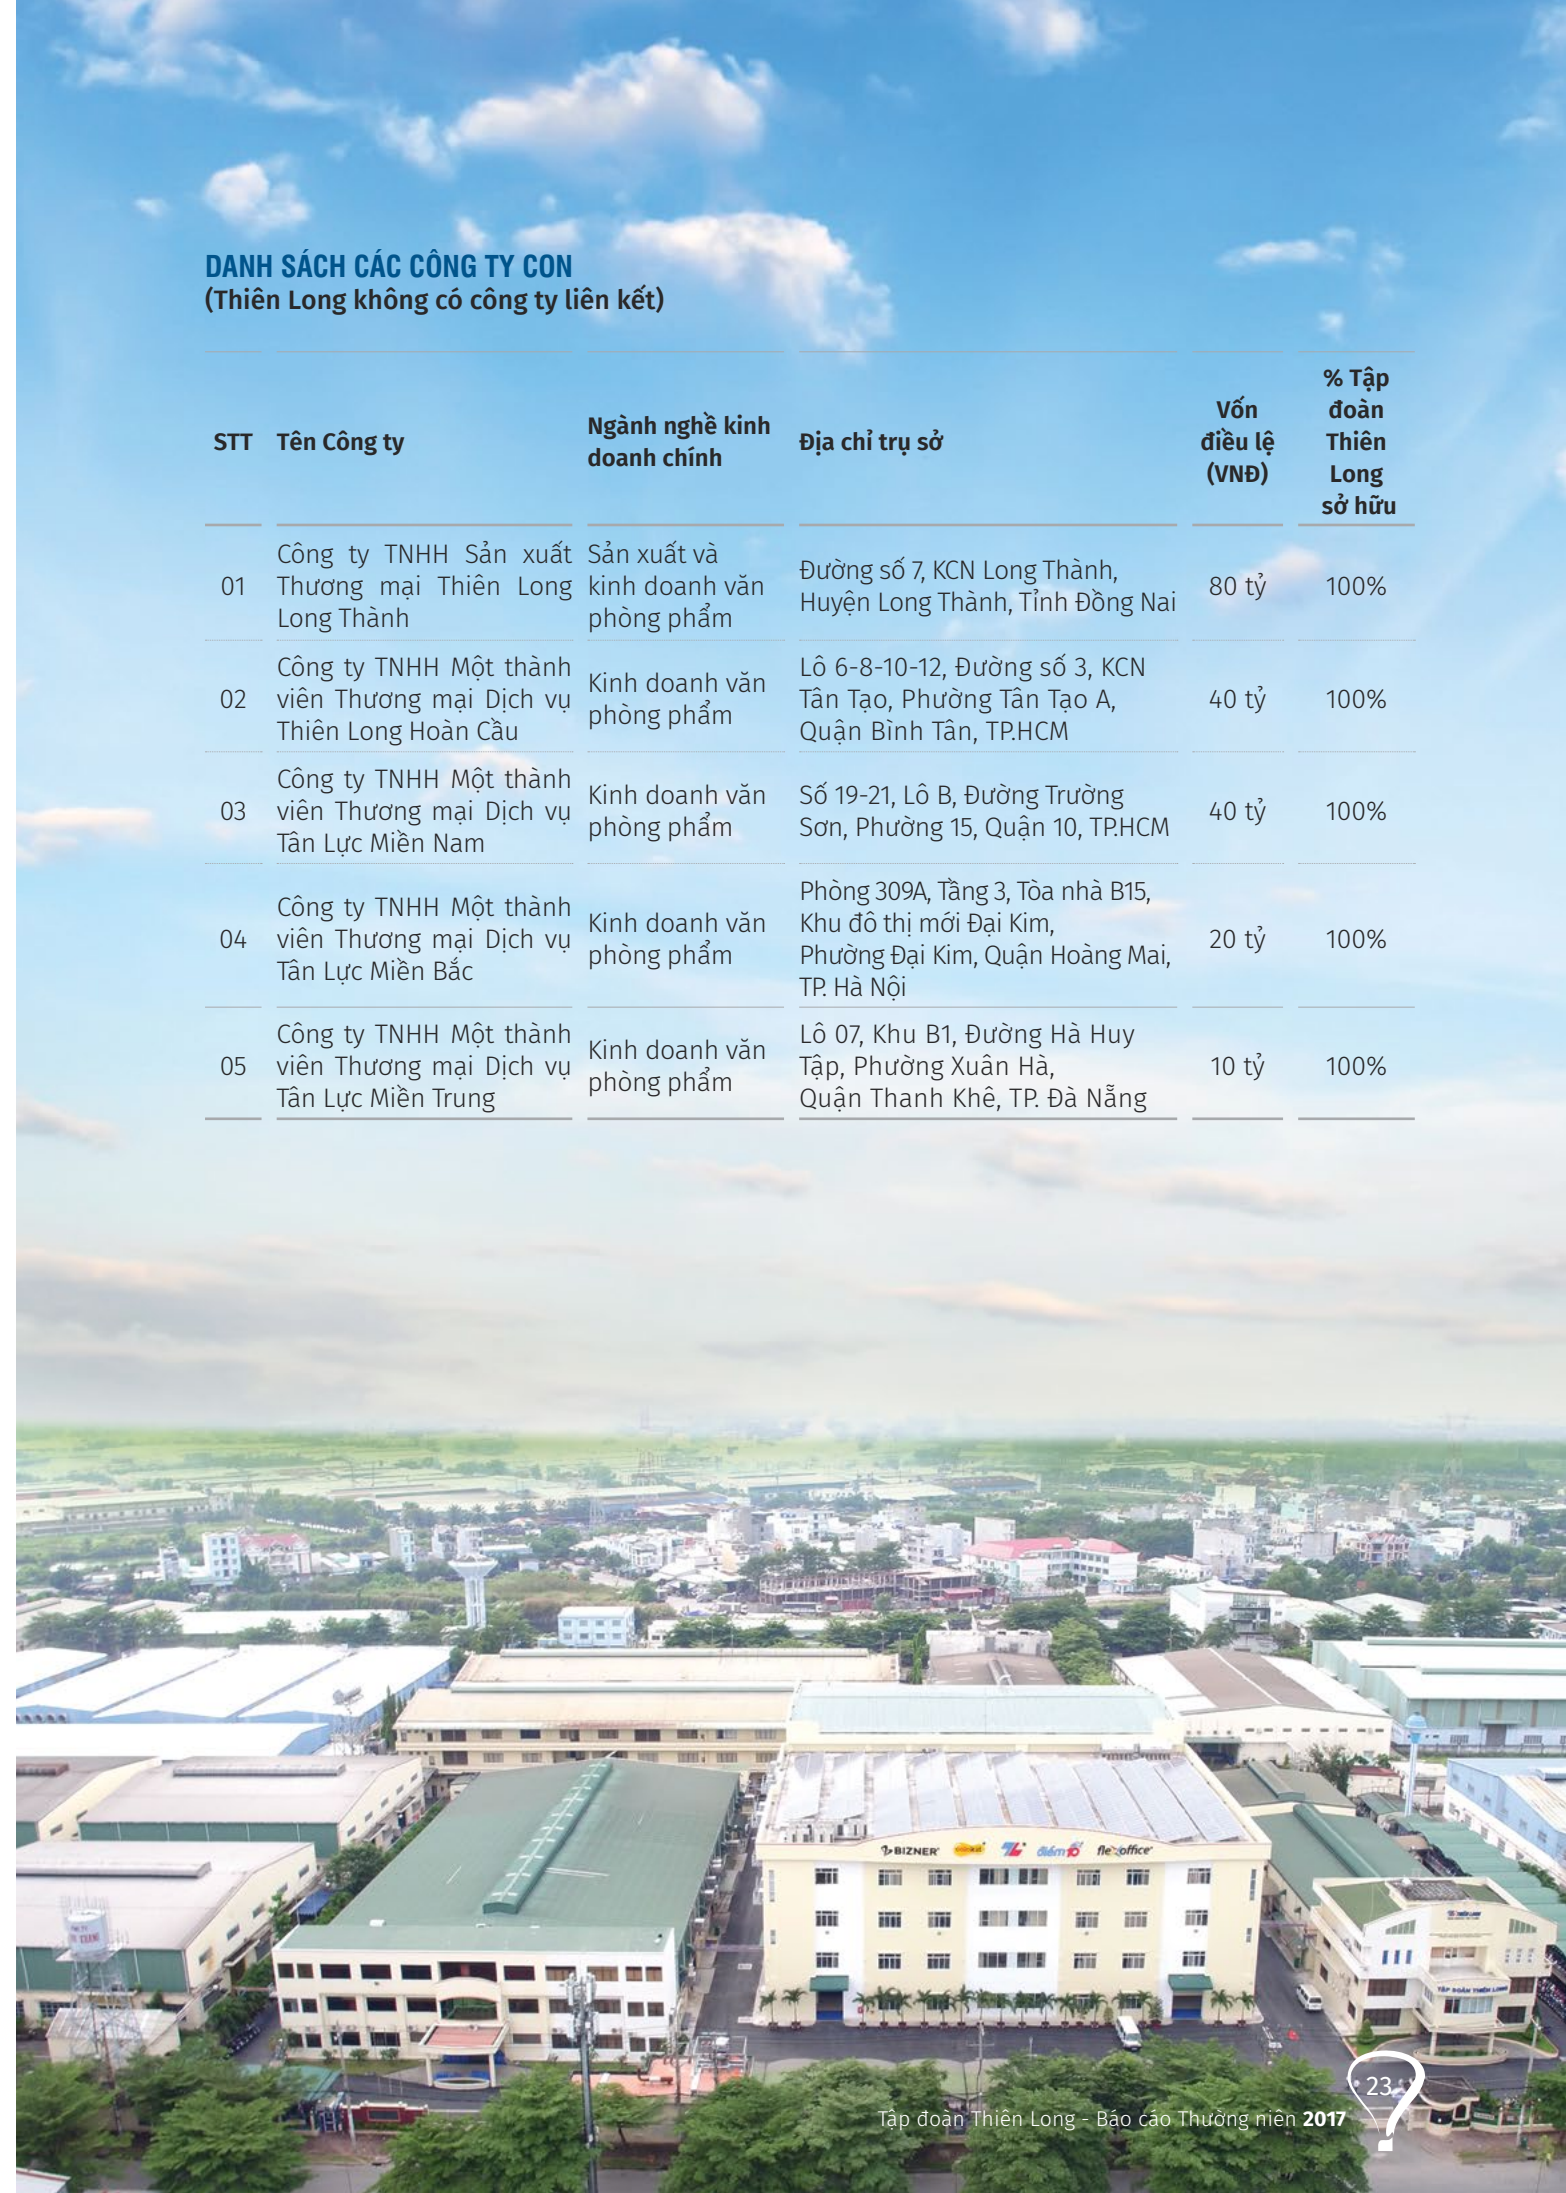 DANH SÁCH CÁC CÔNG TY CON
(Thiên Long không có công ty liên kết)
STT
Tên Công ty
Ngành nghề kinh
doanh chính
Địa chỉ trụ sở
Vốn
điều lệ
(VNĐ)
% Tập
đoàn
Thiên
Long
sở hữu
01
Công ty TNHH Sản xuất
Thương mại Thiên Long
Long Thành
Sản xuất và
kinh doanh văn
phòng phẩm
Đường số 7, KCN Long Thành,
Huyện Long Thành, Tỉnh Đồng Nai
80 tỷ
100%
02
Công ty TNHH Một thành
viên Thương mại Dịch vụ
Thiên Long Hoàn Cầu
Kinh doanh văn
phòng phẩm
Lô 6-8-10-12, Đường số 3, KCN
Tân Tạo, Phường Tân Tạo A,
Quận Bình Tân, TP.HCM
40 tỷ
100%
03
Công ty TNHH Một thành
viên Thương mại Dịch vụ
Tân Lực Miền Nam
Kinh doanh văn
phòng phẩm
Số 19-21, Lô B, Đường Trường
Sơn, Phường 15, Quận 10, TP.HCM
40 tỷ
100%
04
Công ty TNHH Một thành
viên Thương mại Dịch vụ
Tân Lực Miền Bắc
Kinh doanh văn
phòng phẩm
Phòng 309A, Tầng 3, Tòa nhà B15,
Khu đô thị mới Đại Kim,
Phường Đại Kim, Quận Hoàng Mai,
TP. Hà Nội
20 tỷ
100%
05
Công ty TNHH Một thành
viên Thương mại Dịch vụ
Tân Lực Miền Trung
Kinh doanh văn
phòng phẩm
Lô 07, Khu B1, Đường Hà Huy
Tập, Phường Xuân Hà,
Quận Thanh Khê, TP. Đà Nẵng
10 tỷ
100%
BIZNER
TL
điểm 10
flexoffice
TẬP ĐOÀN THIÊN LONG
23
Tập đoàn Thiên Long - Báo cáo Thường niên 2017